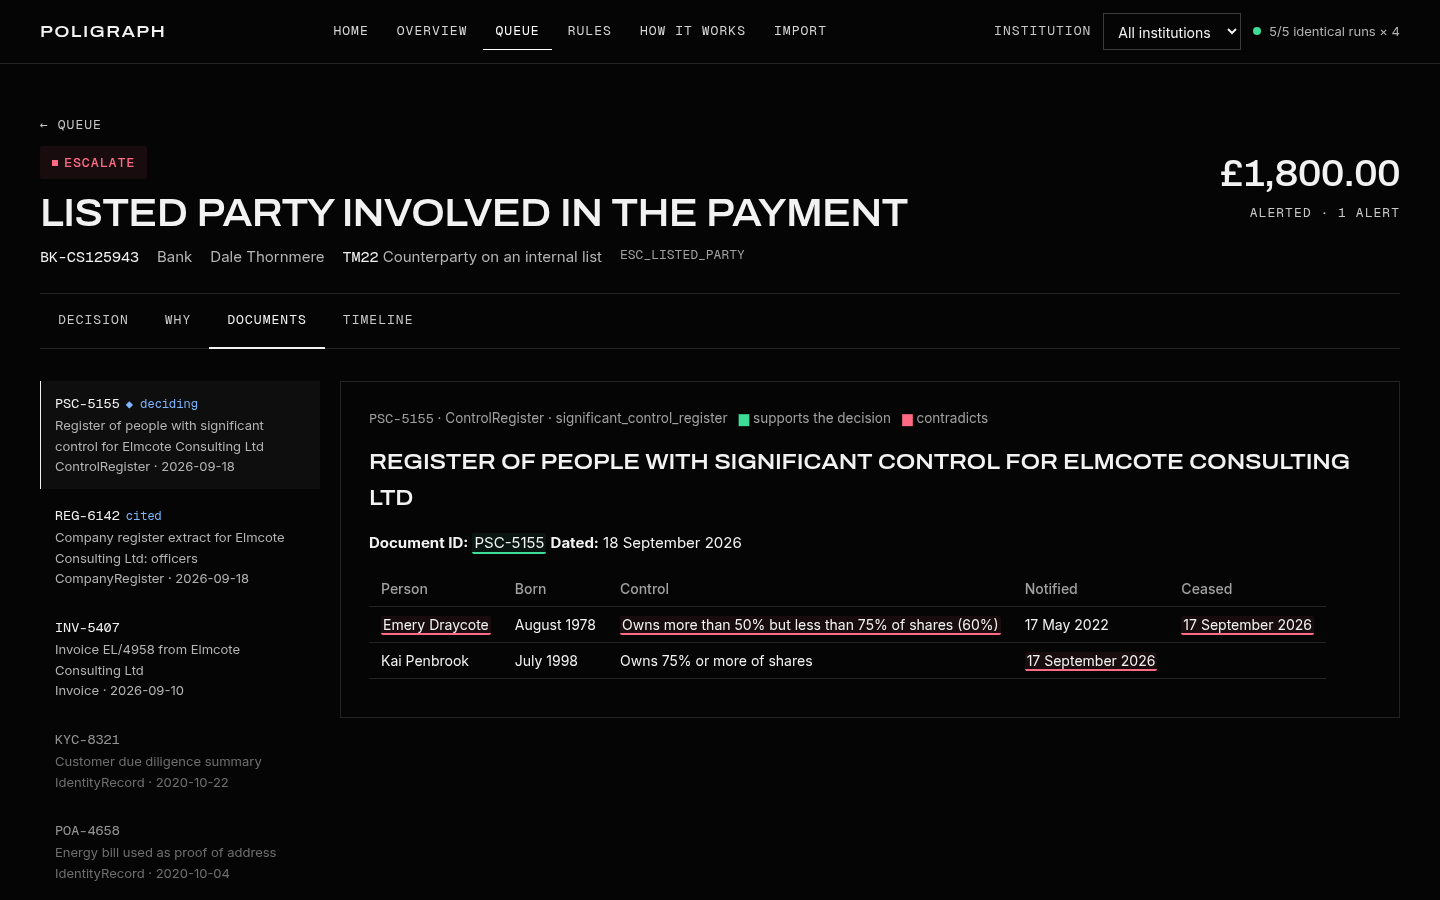 POLIGRAPH
HOME OVERVIEW QUEUE RULES HOW IT WORKS IMPORT
INSTITUTION All institutions 5/5 identical runs × 4
← QUEUE
ESCALATE
LISTED PARTY INVOLVED IN THE PAYMENT
£1,800.00
ALERTED · 1 ALERT
BK-CS125943 Bank Dale Thornmere TM22 Counterparty on an internal list ESC_LISTED_PARTY
DECISION WHY DOCUMENTS TIMELINE
PSC-5155 ◆ deciding
Register of people with significant
control for Elmcote Consulting Ltd
ControlRegister · 2026-09-18
REG-6142 cited
Company register extract for Elmcote
Consulting Ltd: officers
CompanyRegister · 2026-09-18
INV-5407
Invoice EL/4958 from Elmcote
Consulting Ltd
Invoice · 2026-09-10
KYC-8321
Customer due diligence summary
IdentityRecord · 2020-10-22
POA-4658
Energy bill used as proof of address
IdentityRecord · 2020-10-04
PSC-5155 · ControlRegister · significant_control_register supports the decision contradicts
REGISTER OF PEOPLE WITH SIGNIFICANT CONTROL FOR ELMCOTE CONSULTING
LTD
Document ID: PSC-5155 Dated: 18 September 2026
Person Born Control Notified Ceased
Emery Draycote August 1978 Owns more than 50% but less than 75% of shares (60%) 17 May 2022 17 September 2026
Kai Penbrook July 1998 Owns 75% or more of shares 17 September 2026